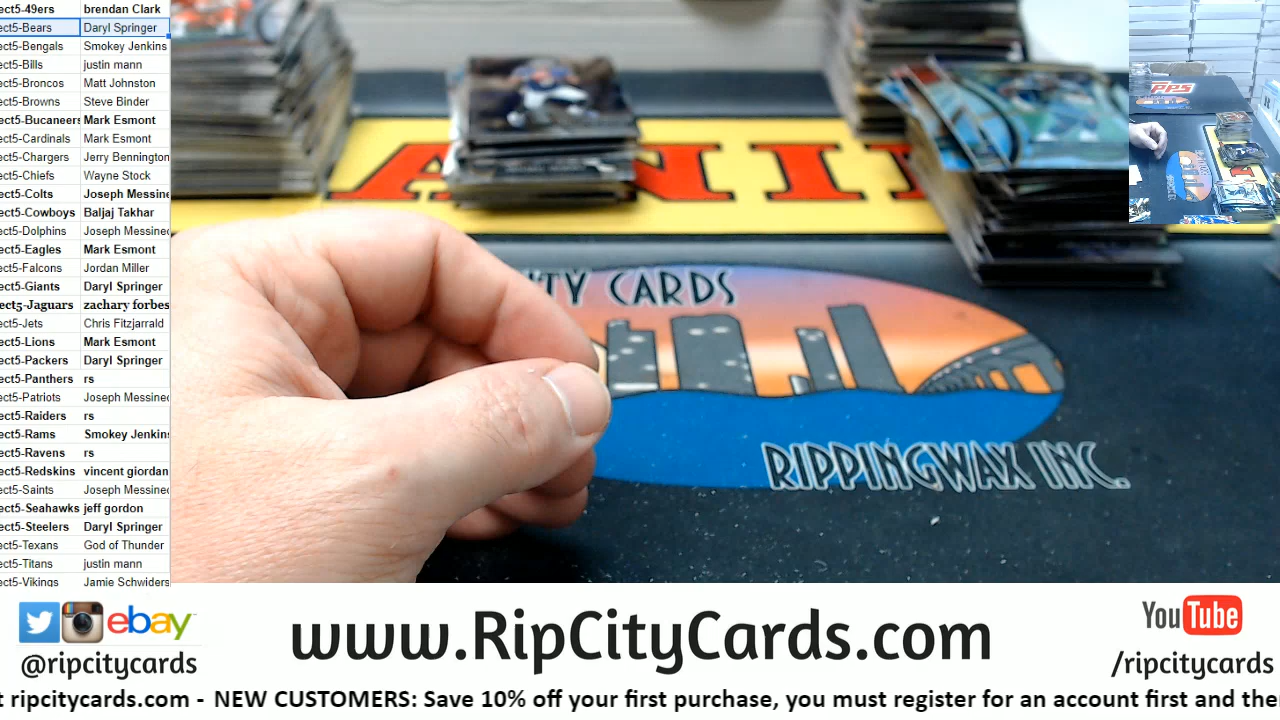 ect5-49ers brendan Clark
ect5-Bears Daryl Springer
ect5-Bengals Smokey Jenkins
ect5-Bills justin mann
ect5-Broncos Matt Johnston
ect5-Browns Steve Binder
ect5-Bucaneers Mark Esmont
ect5-Cardinals Mark Esmont
ect5-Chargers Jerry Bennington
ect5-Chiefs Wayne Stock
ect5-Colts Joseph Messine
ect5-Cowboys Baljaj Takhar
ect5-Dolphins Joseph Messine
ect5-Eagles Mark Esmont
ect5-Falcons Jordan Miller
ect5-Giants Daryl Springer
ect5-Jaguars zachary forbes
ect5-Jets Chris Fitzjarrald
ect5-Lions Mark Esmont
ect5-Packers Daryl Springer
ect5-Panthers rs
ect5-Patriots Joseph Messine
ect5-Raiders rs
ect5-Rams Smokey Jenkins
ect5-Ravens rs
ect5-Redskins vincent giordan
ect5-Saints Joseph Messine
ect5-Seahawks jeff gordon
ect5-Steelers Daryl Springer
ect5-Texans God of Thunder
ect5-Titans justin mann
ect5-Vikings Jamie Schwiders
ANINI
ITY CARDS
RIPPINGWAX INC.
PPS
ebay
@ripcitycards
www.RipCityCards.com
YouTube
/ripcitycards
t ripcitycards.com - NEW CUSTOMERS: Save 10% off your first purchase, you must register for an account first and the